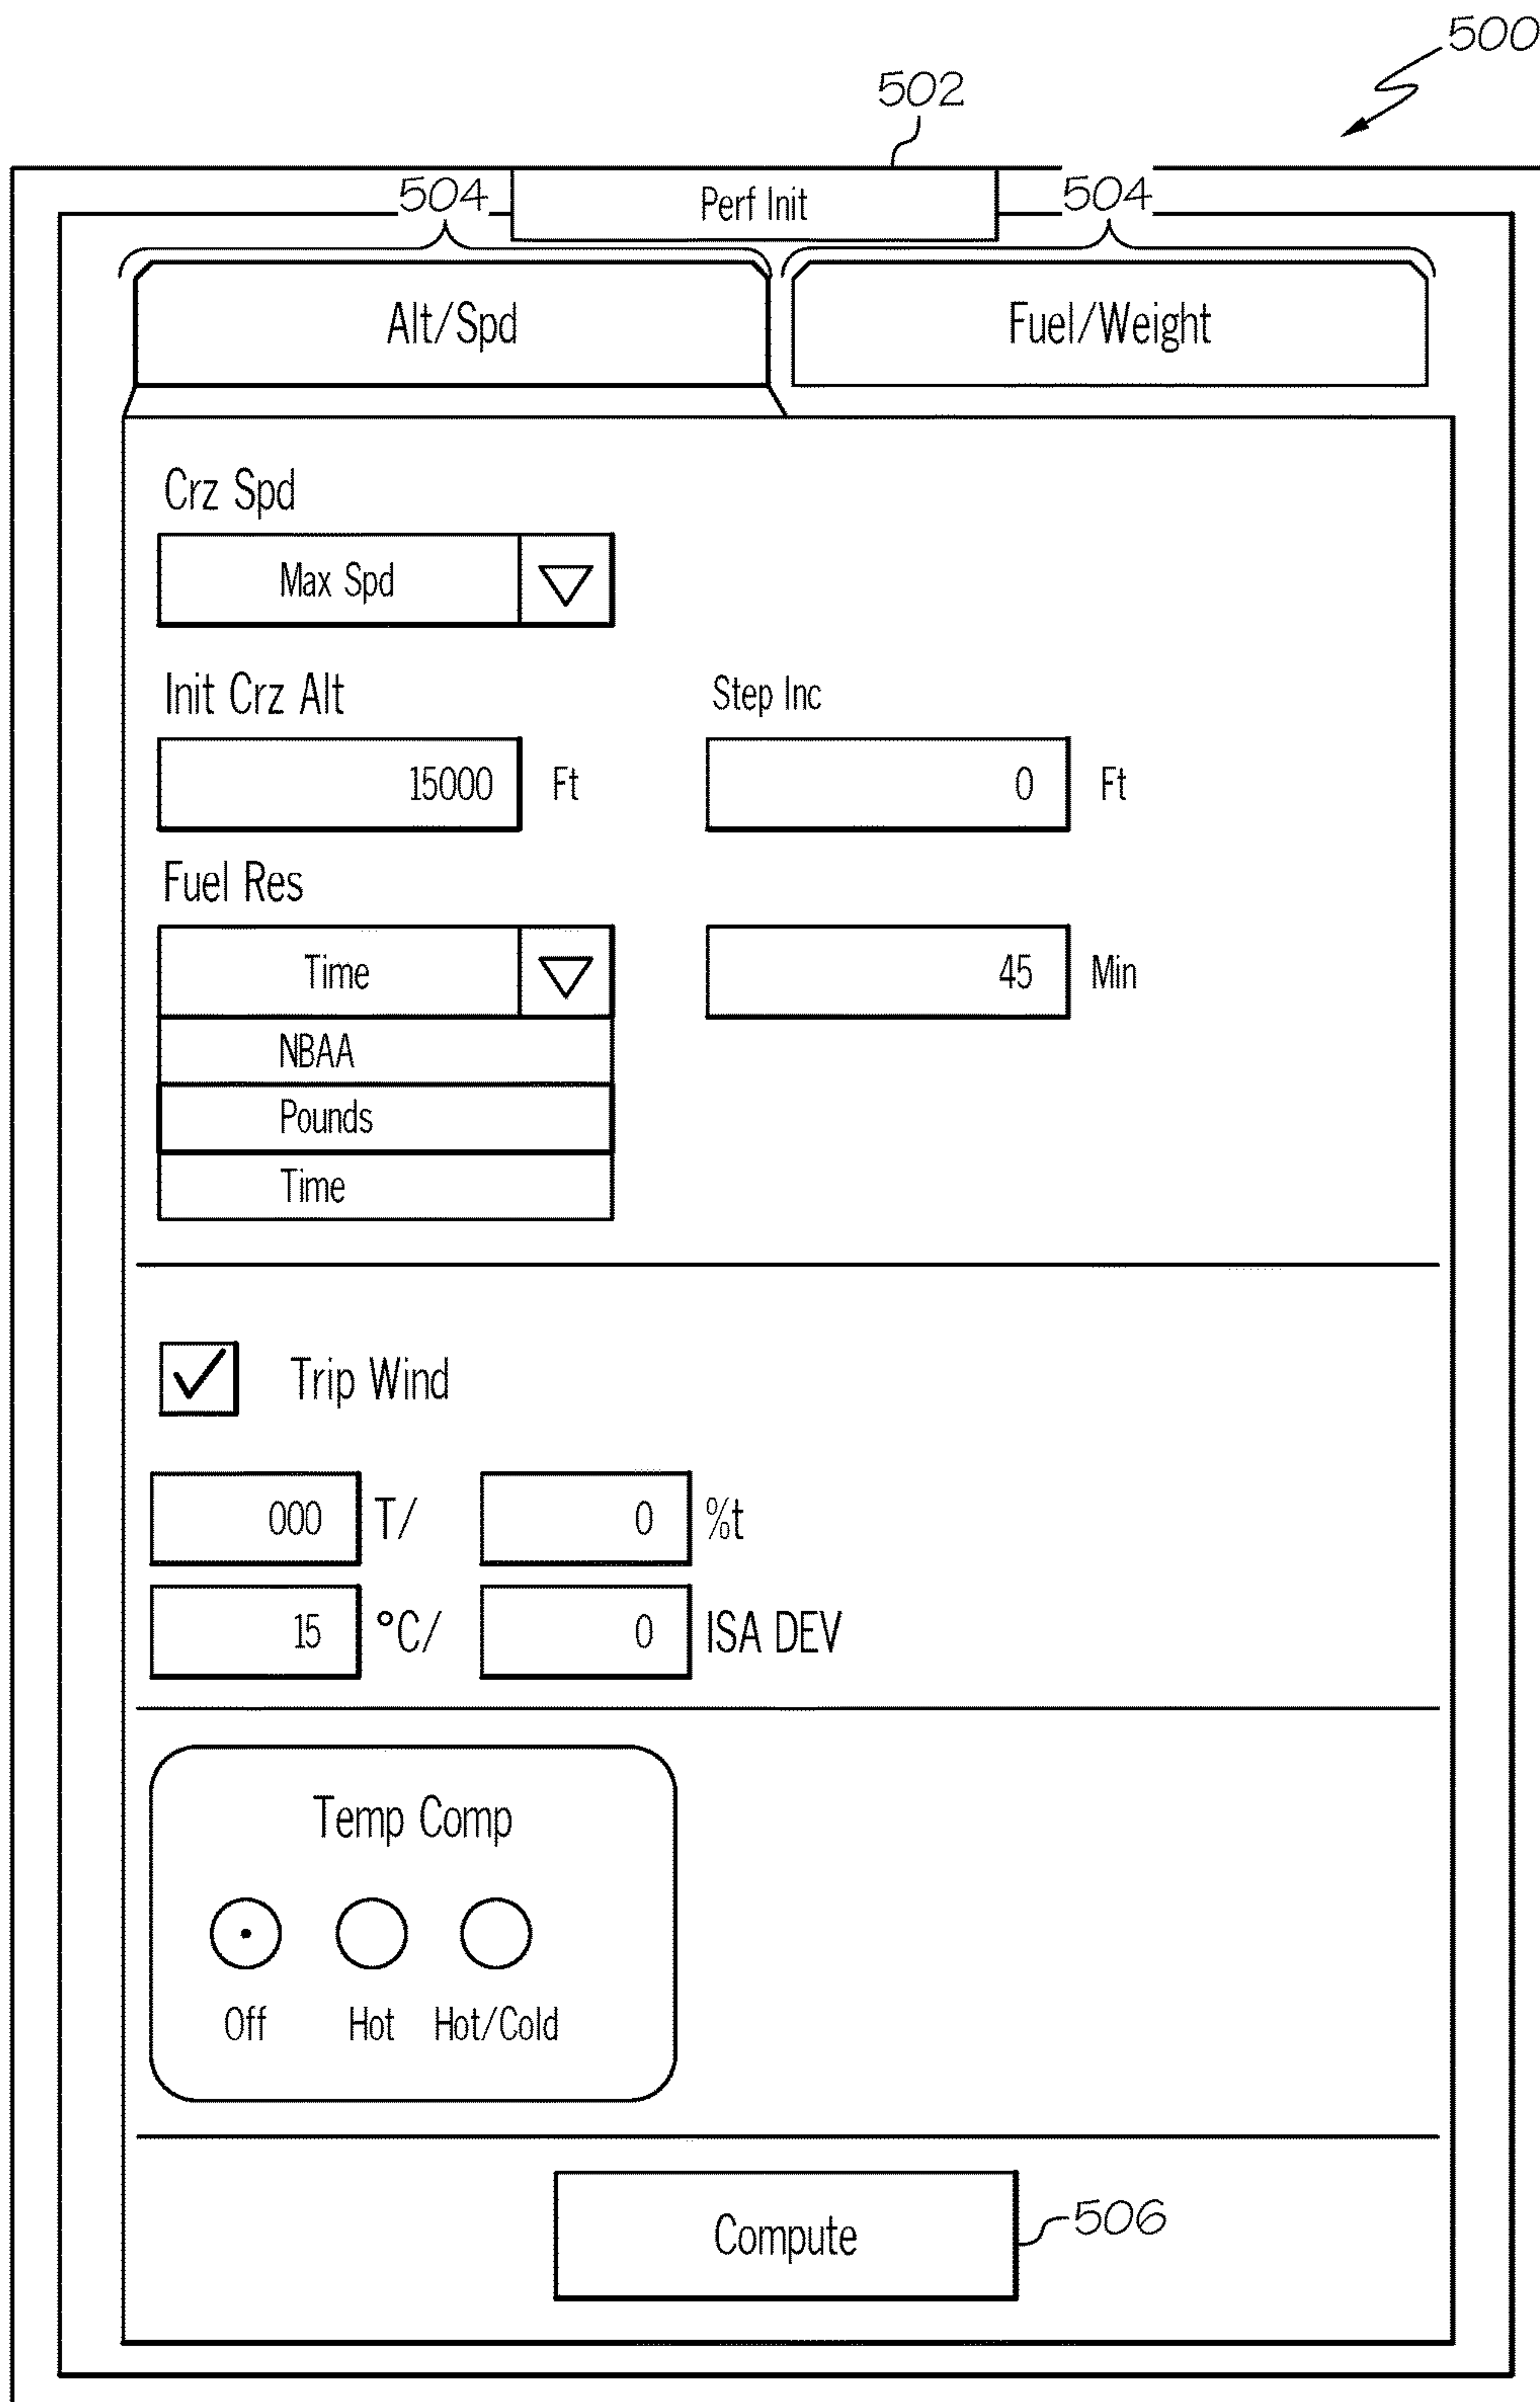 500
502
504 Perf Init 504
Alt/Spd Fuel/Weight
Crz Spd
Max Spd
Init Crz Alt Step Inc
15000 Ft 0 Ft
Fuel Res
Time 45 Min
NBAA
Pounds
Time
Trip Wind
000 T/ 0 %t
15 °C/ 0 ISA DEV
Temp Comp
Off Hot Hot/Cold
Compute 506